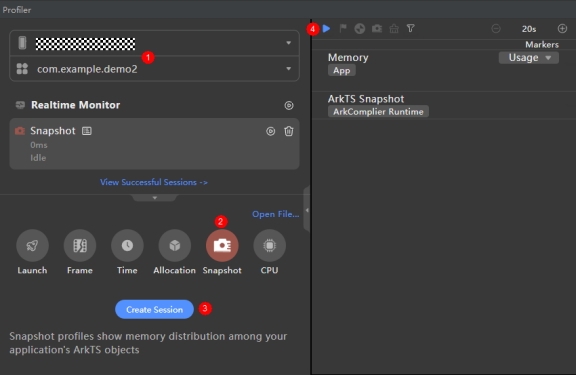 Profiler
1
com.example.demo2
Realtime Monitor
Snapshot
0ms
Idle
View Successful Sessions ->
Open File...
2
Launch
Frame
Time
Allocation
Snapshot
CPU
Create Session
3
Snapshot profiles show memory distribution among your
application's ArkTS objects
4
20s
Markers
Memory
Usage
App
ArkTS Snapshot
ArkComplier Runtime